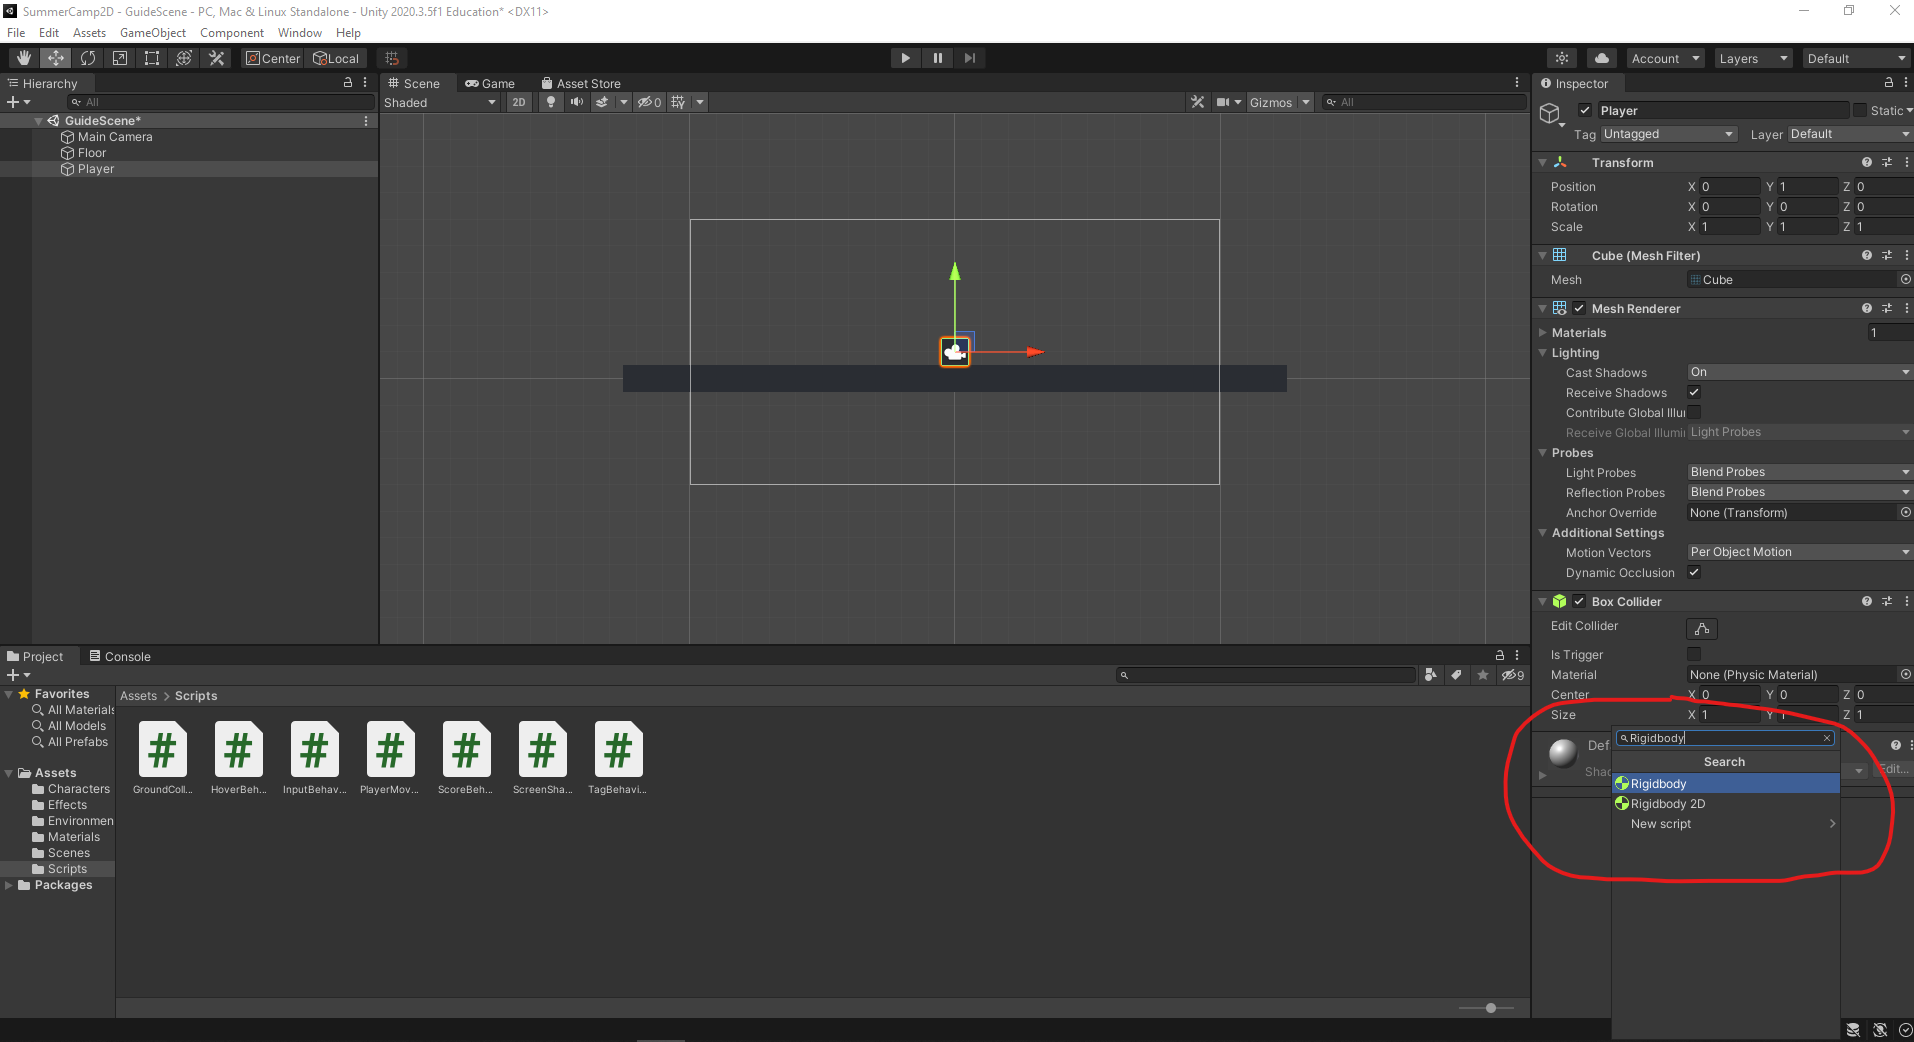 SummerCamp2D - GuideScene - PC, Mac & Linux Standalone - Unity 2020.3.5f1 Education* <DX11>
File Edit Assets GameObject Component Window Help
Center Local
Account Layers Default
Hierarchy
All
GuideScene*
Main Camera
Floor
Player
Scene Game Asset Store
Shaded 2D 0 Gizmos All
Inspector
Player Static
Tag Untagged Layer Default
Transform
Position X 0 Y 1 Z 0
Rotation X 0 Y 0 Z 0
Scale X 1 Y 1 Z 1
Cube (Mesh Filter)
Mesh Cube
Mesh Renderer
Materials 1
Lighting
Cast Shadows On
Receive Shadows
Contribute Global Illu
Receive Global Illumi Light Probes
Probes
Light Probes Blend Probes
Reflection Probes Blend Probes
Anchor Override None (Transform)
Additional Settings
Motion Vectors Per Object Motion
Dynamic Occlusion
Box Collider
Edit Collider
Is Trigger
Material None (Physic Material)
Center X 0 Y 0 Z 0
Size X 1 Y 1 Z 1
Def
Sha Edit...
Rigidbody
Search
Rigidbody
Rigidbody 2D
New script
Project Console
9
Favorites
All Materials
All Models
All Prefabs
Assets
Characters
Effects
Environmen
Materials
Scenes
Scripts
Packages
Assets > Scripts
GroundColl... HoverBeh... InputBehav... PlayerMov... ScoreBeh... ScreenSha... TagBehavi...